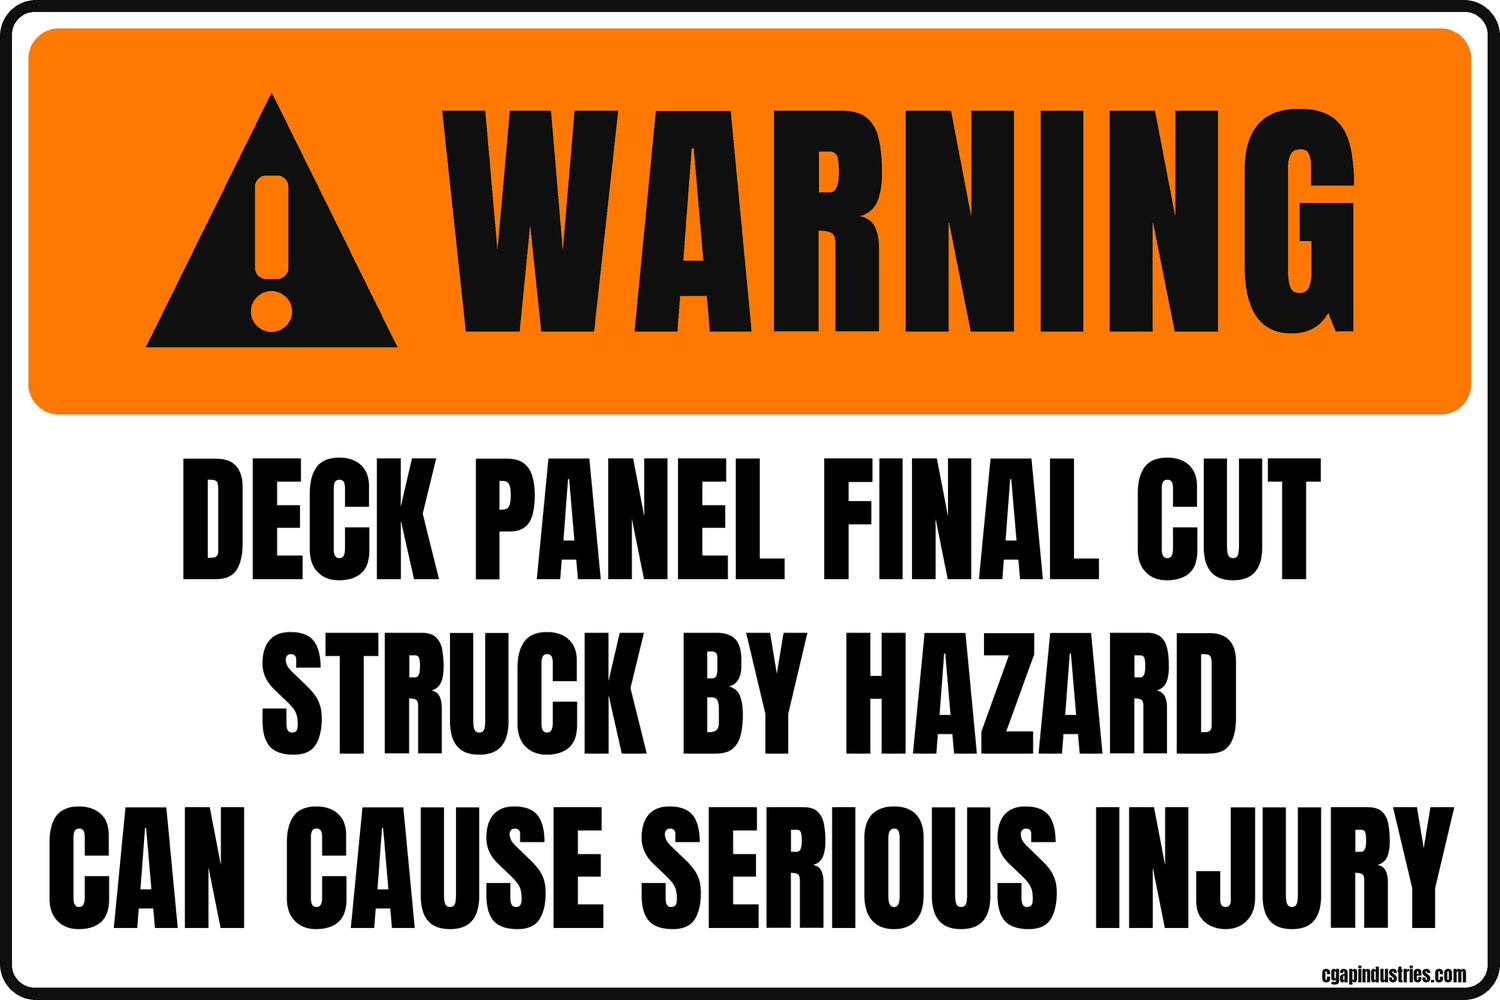 WARNING
DECK PANEL FINAL CUT
STRUCK BY HAZARD
CAN CAUSE SERIOUS INJURY
cgapindustries.com